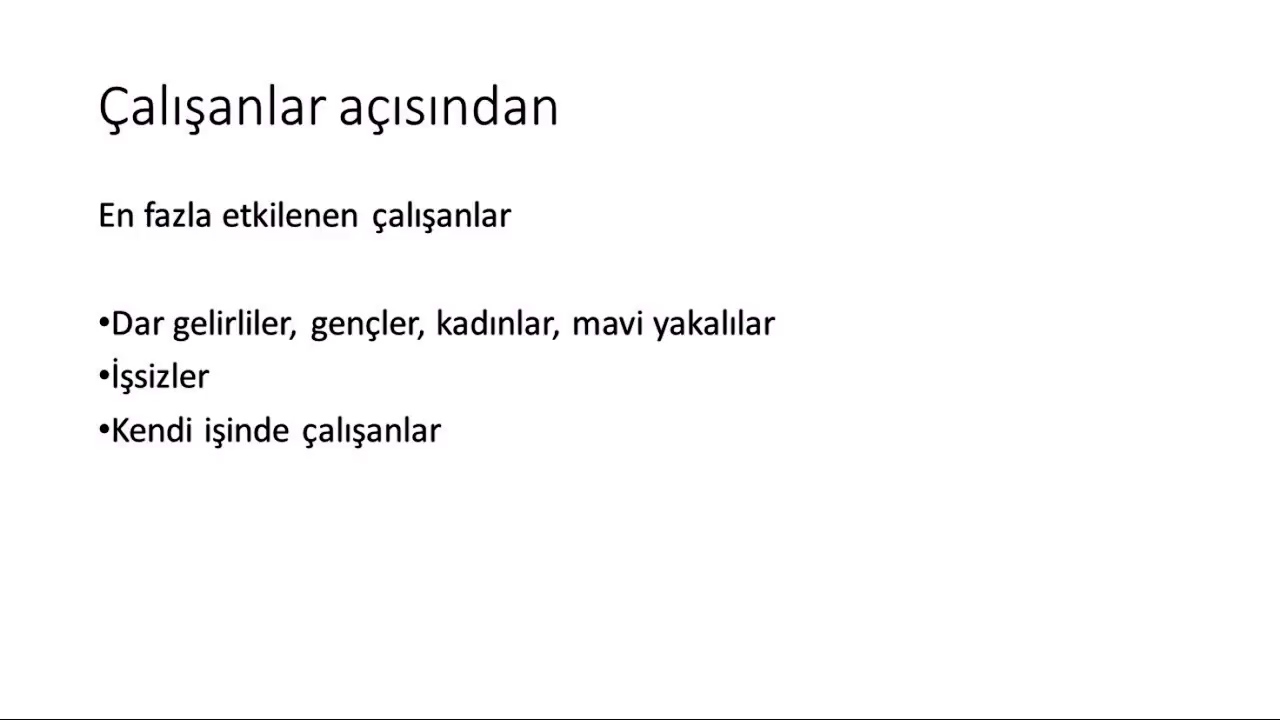 Çalışanlar açısından
En fazla etkilenen çalışanlar
•Dar gelirliler, gençler, kadınlar, mavi yakalılar
•İşsizler
•Kendi işinde çalışanlar